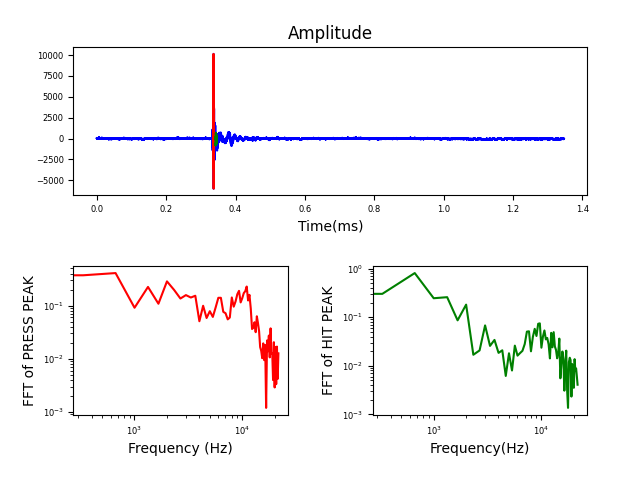 Amplitude
10000
7500
5000
2500
0
−2500
−5000
0.0 0.2 0.4 0.6 0.8 1.0 1.2 1.4
Time(ms)
FFT of PRESS PEAK
10⁻¹
10⁻²
10⁻³
10³ 10⁴
Frequency (Hz)
FFT of HIT PEAK
10⁰
10⁻¹
10⁻²
10⁻³
10³ 10⁴
Frequency(Hz)